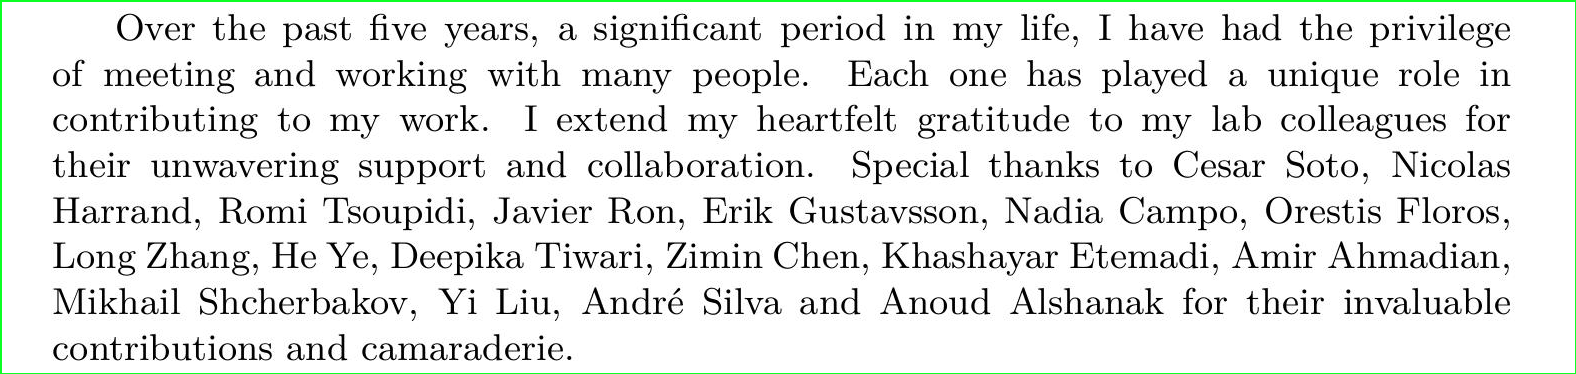 Over the past five years, a significant period in my life, I have had the privilege
of meeting and working with many people. Each one has played a unique role in
contributing to my work. I extend my heartfelt gratitude to my lab colleagues for
their unwavering support and collaboration. Special thanks to Cesar Soto, Nicolas
Harrand, Romi Tsoupidi, Javier Ron, Erik Gustavsson, Nadia Campo, Orestis Floros,
Long Zhang, He Ye, Deepika Tiwari, Zimin Chen, Khashayar Etemadi, Amir Ahmadian,
Mikhail Shcherbakov, Yi Liu, André Silva and Anoud Alshanak for their invaluable
contributions and camaraderie.